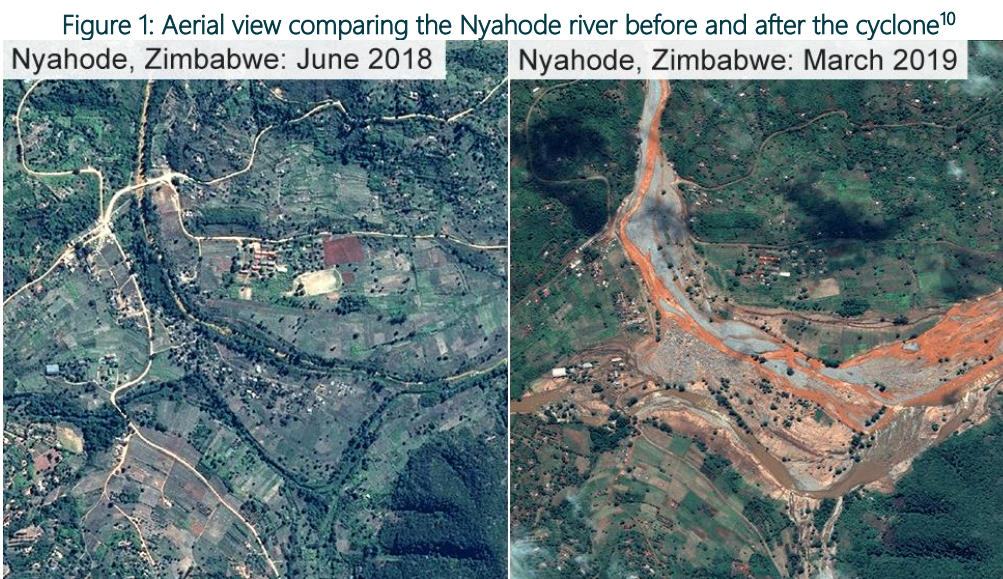 Figure 1: Aerial view comparing the Nyahode river before and after the cyclone10
Nyahode, Zimbabwe: June 2018
Nyahode, Zimbabwe: March 2019